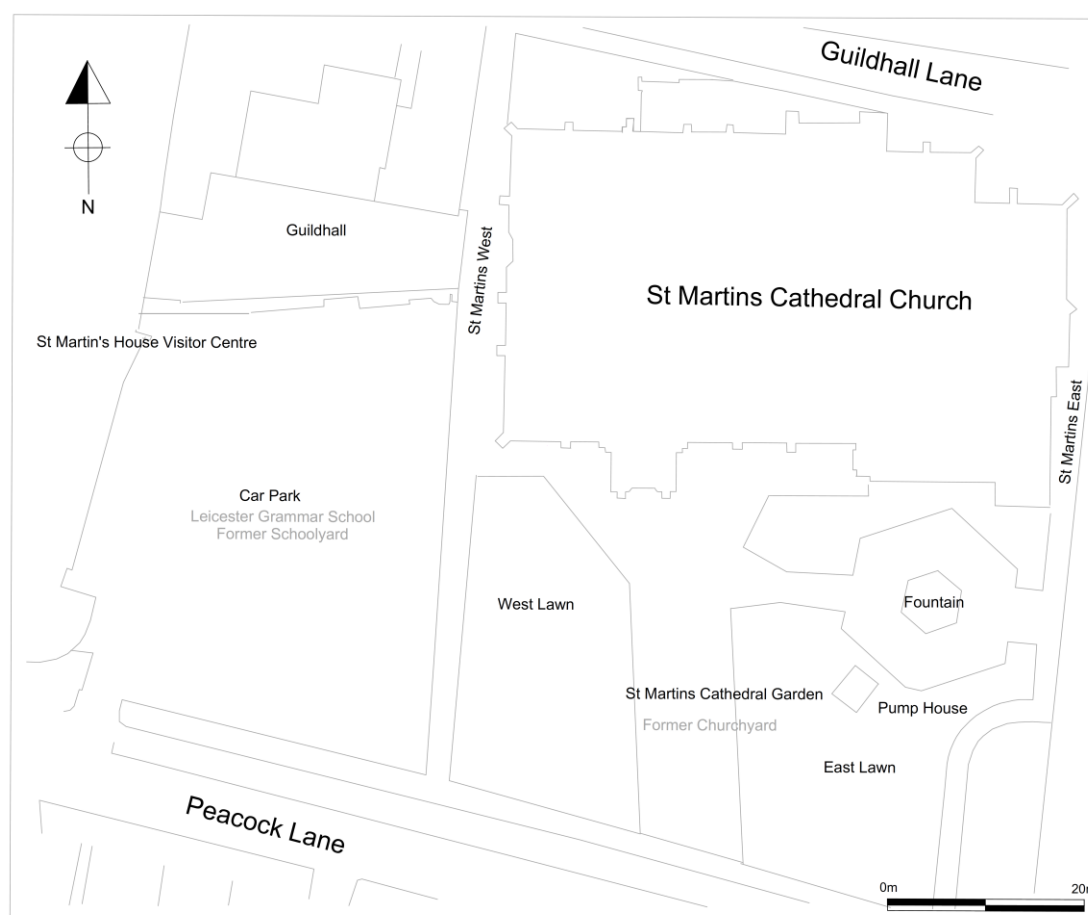 Guildhall Lane
N
Guildhall
St Martins West
St Martins Cathedral Church
St Martin's House Visitor Centre
St Martins East
Car Park
Leicester Grammar School
Former Schoolyard
West Lawn
Fountain
St Martins Cathedral Garden
Pump House
Former Churchyard
East Lawn
Peacock Lane
0m
20m